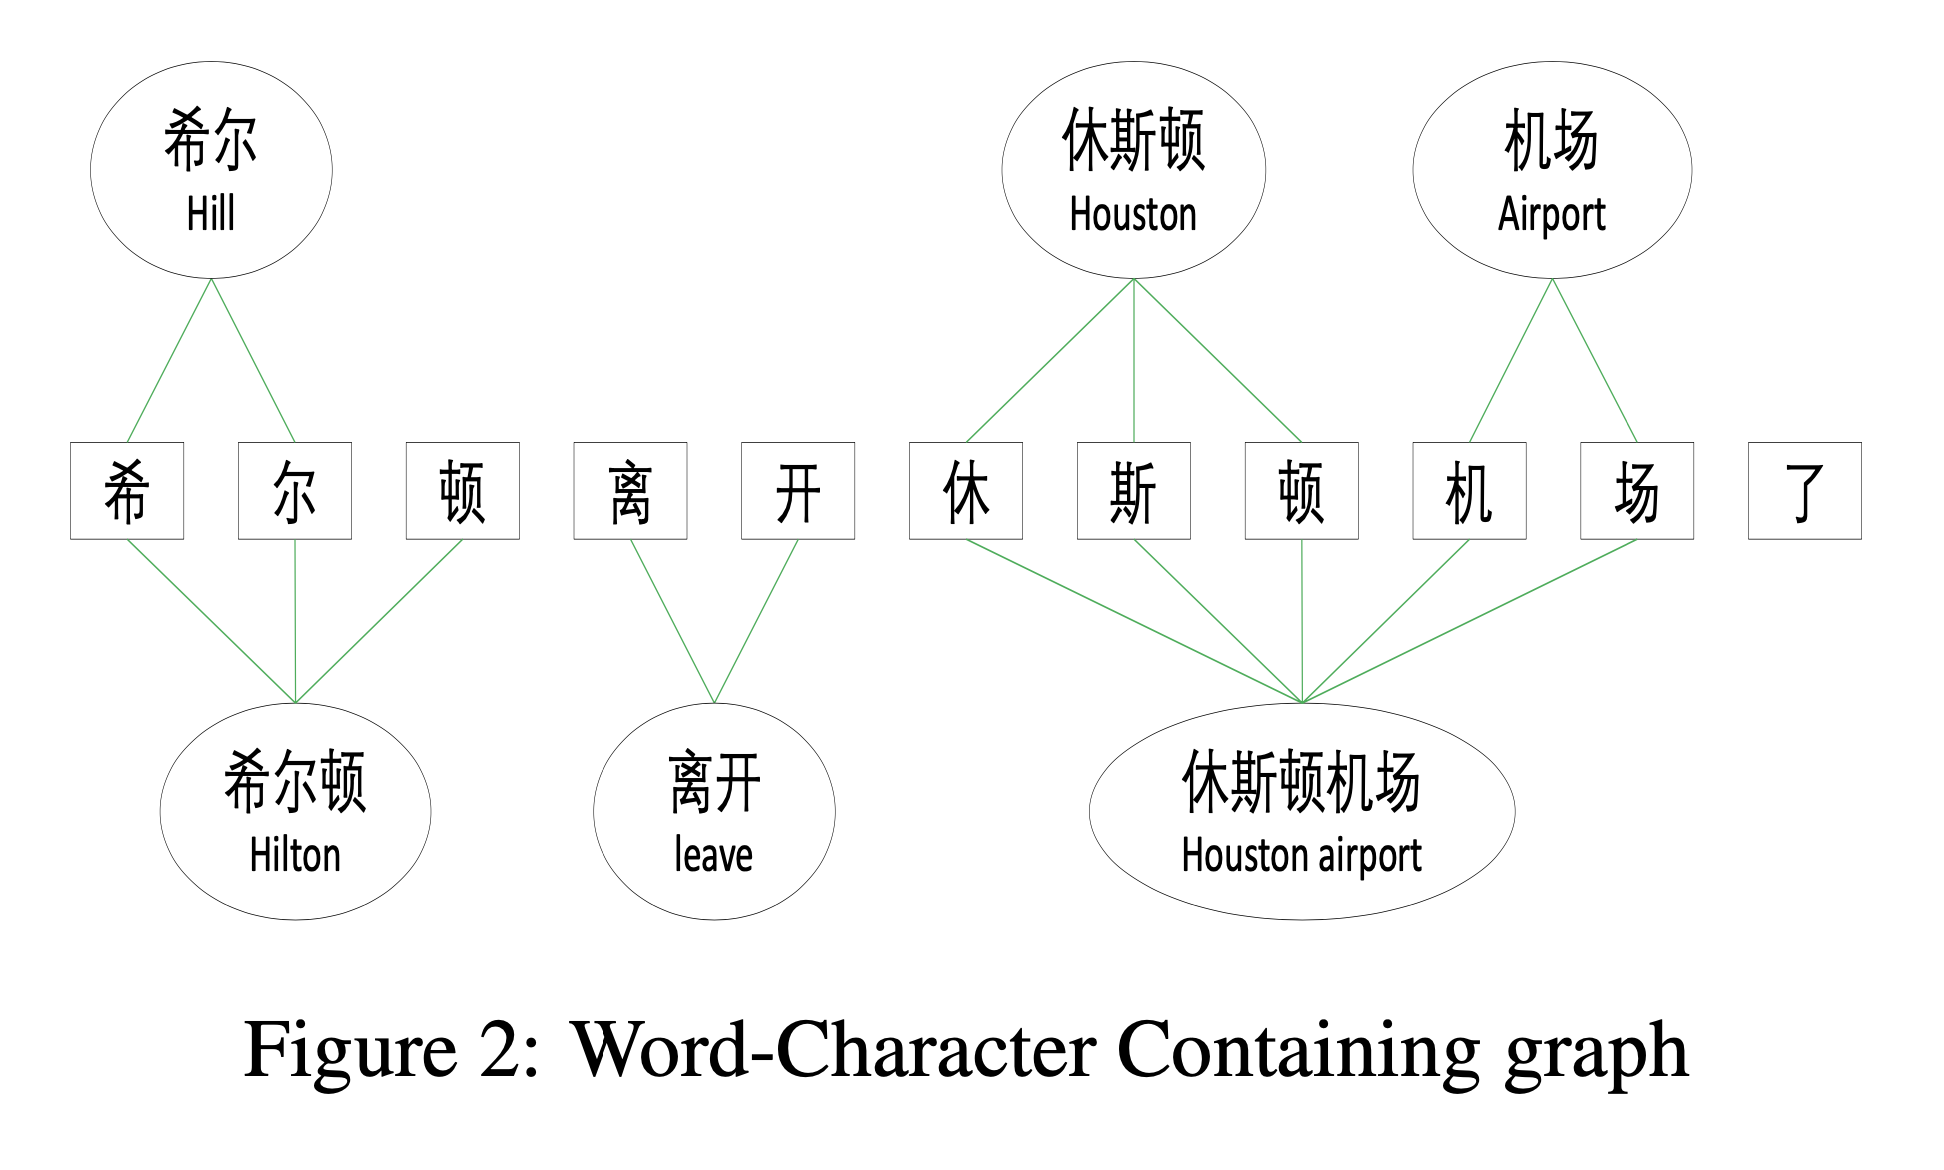 希尔
Hill
休斯顿
Houston
机场
Airport
希 尔 顿 离 开 休 斯 顿 机 场 了
希尔顿
Hilton
离开
leave
休斯顿机场
Houston airport
Figure 2: Word-Character Containing graph